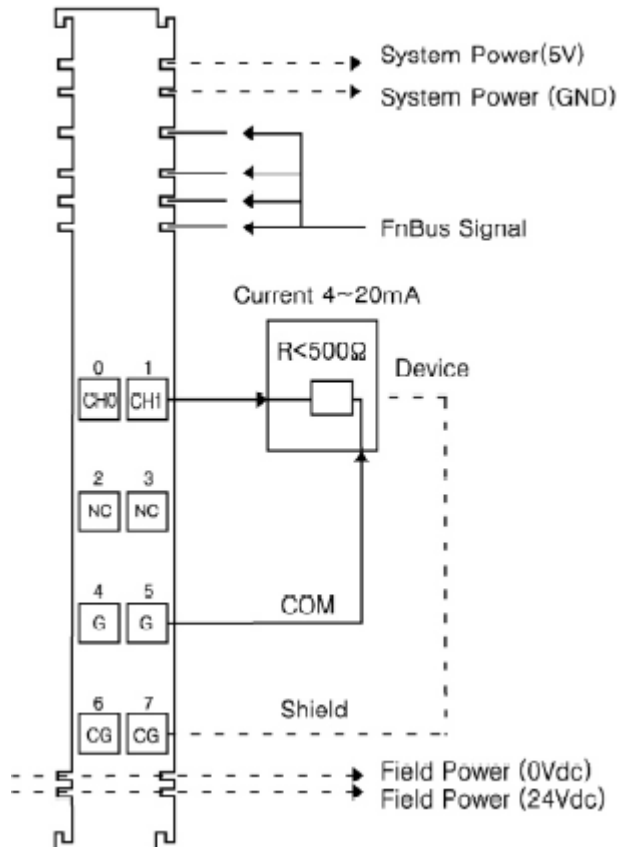 System Power(5V)
System Power (GND)
FnBus Signal
Current 4~20mA
R<500Ω
Device
0 1
CH0 CH1
2 3
NC NC
4 5
G G
COM
6 7
CG CG
Shield
Field Power (0Vdc)
Field Power (24Vdc)